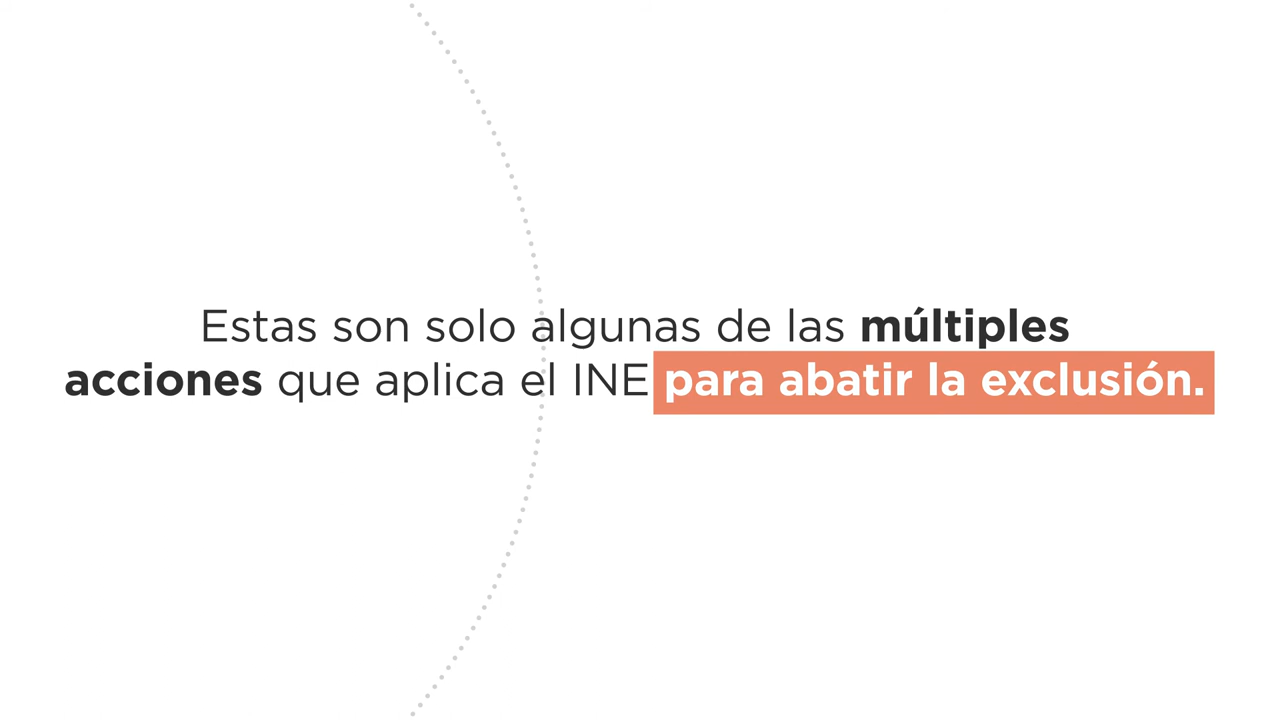 Estas son solo algunas de las múltiples
acciones que aplica el INE para abatir la exclusión.